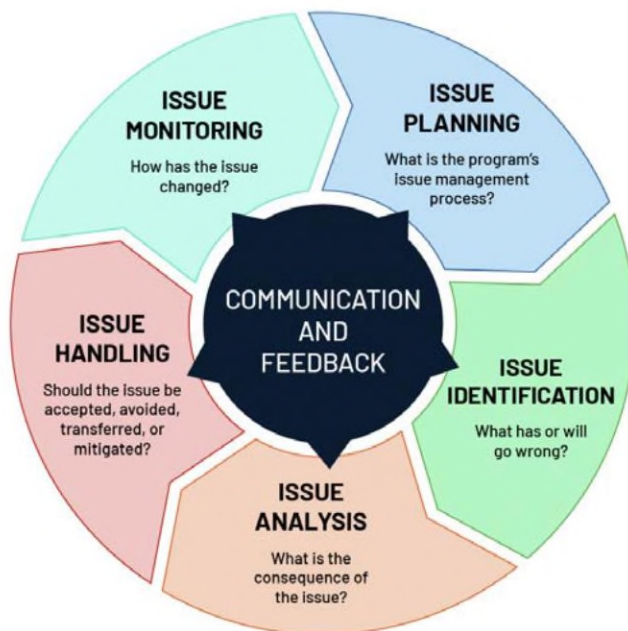 ISSUE
PLANNING
What is the program's
issue management
process?
ISSUE
IDENTIFICATION
What has or will
go wrong?
ISSUE
ANALYSIS
What is the
consequence of
the issue?
ISSUE
HANDLING
Should the issue be
accepted, avoided,
transferred, or
mitigated?
ISSUE
MONITORING
How has the issue
changed?
COMMUNICATION
AND
FEEDBACK